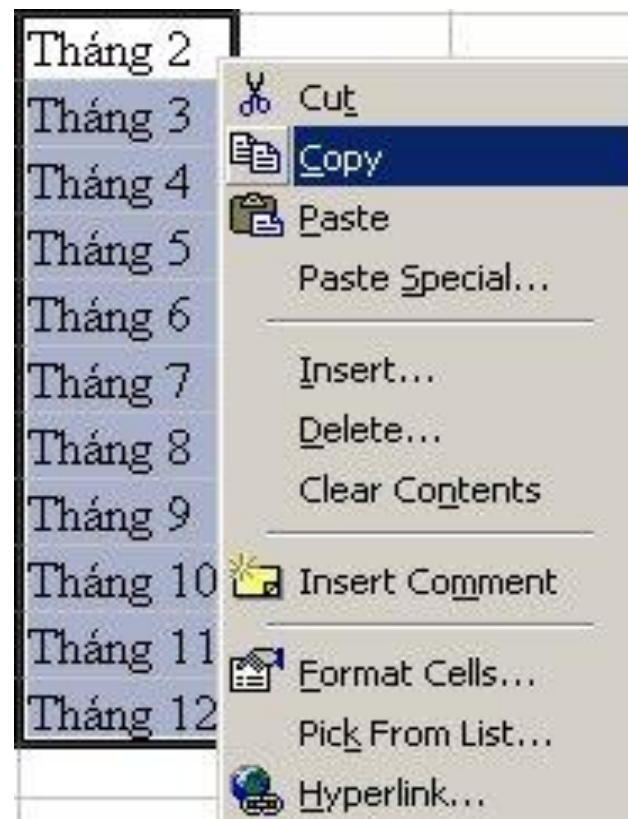 Tháng 2
Tháng 3
Tháng 4
Tháng 5
Tháng 6
Tháng 7
Tháng 8
Tháng 9
Tháng 10
Tháng 11
Tháng 12
Cut
Copy
Paste
Paste Special...
Insert...
Delete...
Clear Contents
Insert Comment
Format Cells...
Pick From List...
Hyperlink...